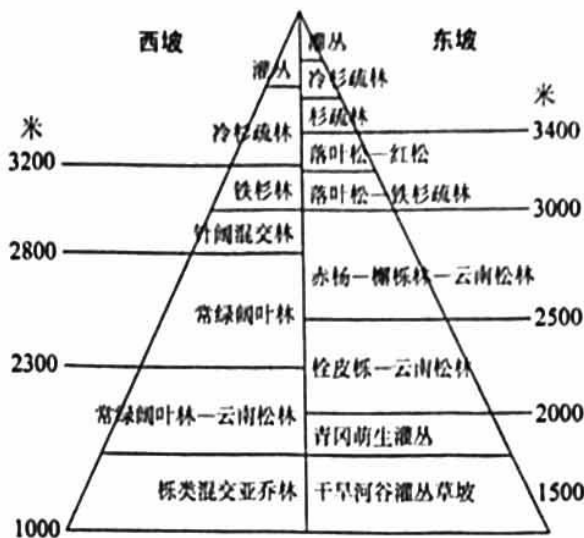 西坡
东坡
米
米
灌丛
冷杉疏林
3200
铁杉林
针阔混交林
2800
常绿阔叶林
2300
常绿阔叶林—云南松林
栎类混交亚乔林
1000
灌丛
冷杉疏林
杉疏林
3400
落叶松—红松
落叶松—铁杉疏林
3000
赤杨—槲栎林—云南松林
2500
栓皮栎—云南松林
2000
青冈萌生灌丛
干旱河谷灌丛草坡
1500